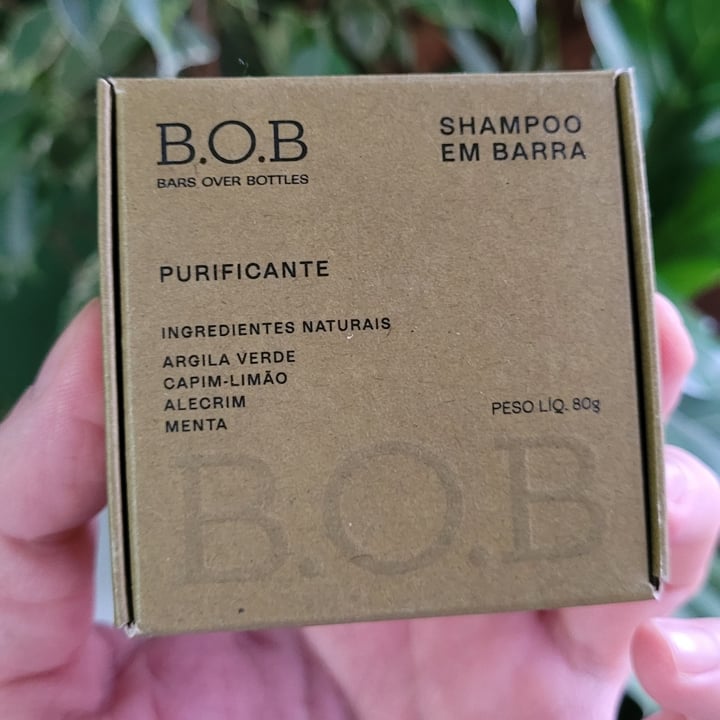 B.O.B
BARS OVER BOTTLES
SHAMPOO
EM BARRA
PURIFICANTE
INGREDIENTES NATURAIS
ARGILA VERDE
CAPIM-LIMÃO
ALECRIM
MENTA
PESO LÍQ. 80g
B.O.B